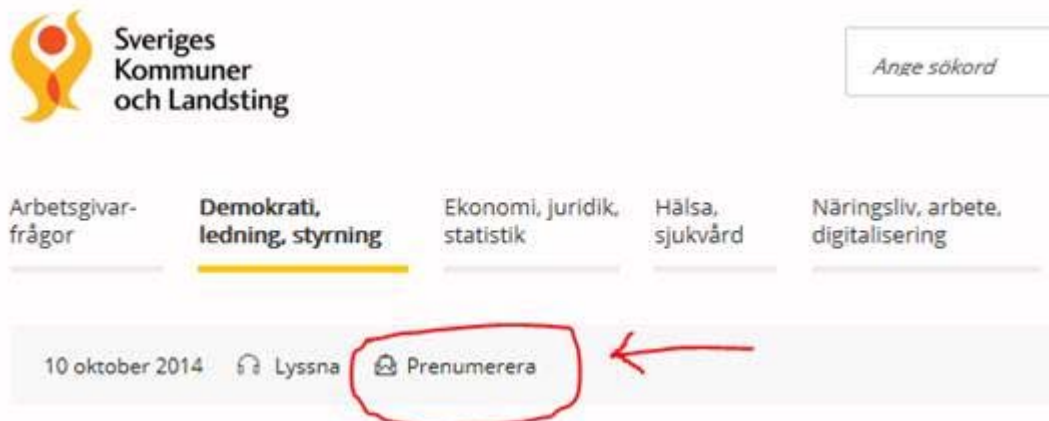 Sveriges
Kommuner
och Landsting
Ange sökord
Arbetsgivar-
frågor
Demokrati,
ledning, styrning
Ekonomi, juridik,
statistik
Hälsa,
sjukvård
Näringsliv, arbete,
digitalisering
10 oktober 2014 Lyssna Prenumerera